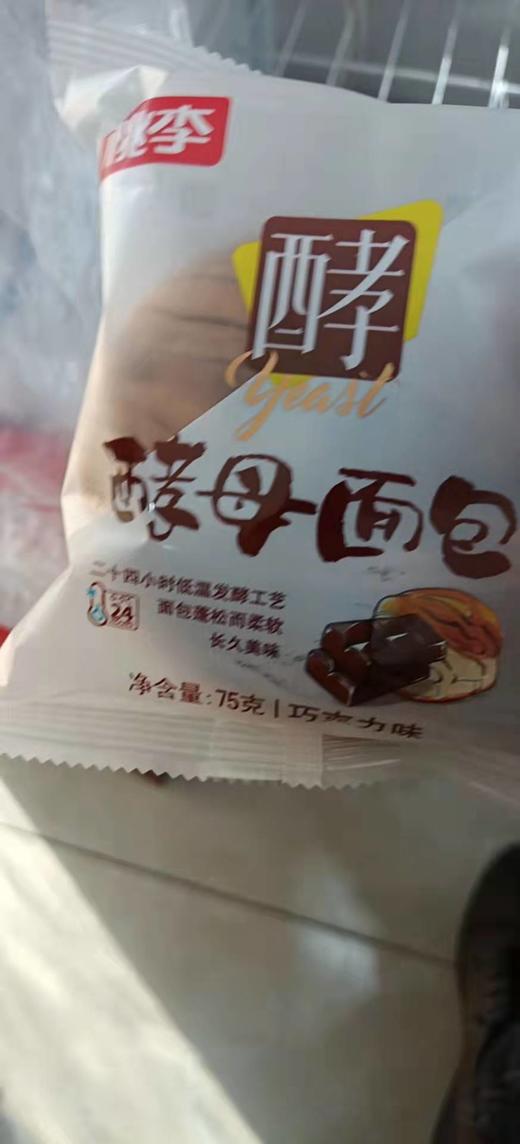 桃李
酵
Yeast
酵母面包
二十四小时低温发酵工艺
24
面包蓬松而柔软
长久美味
净含量:75克|巧克力味